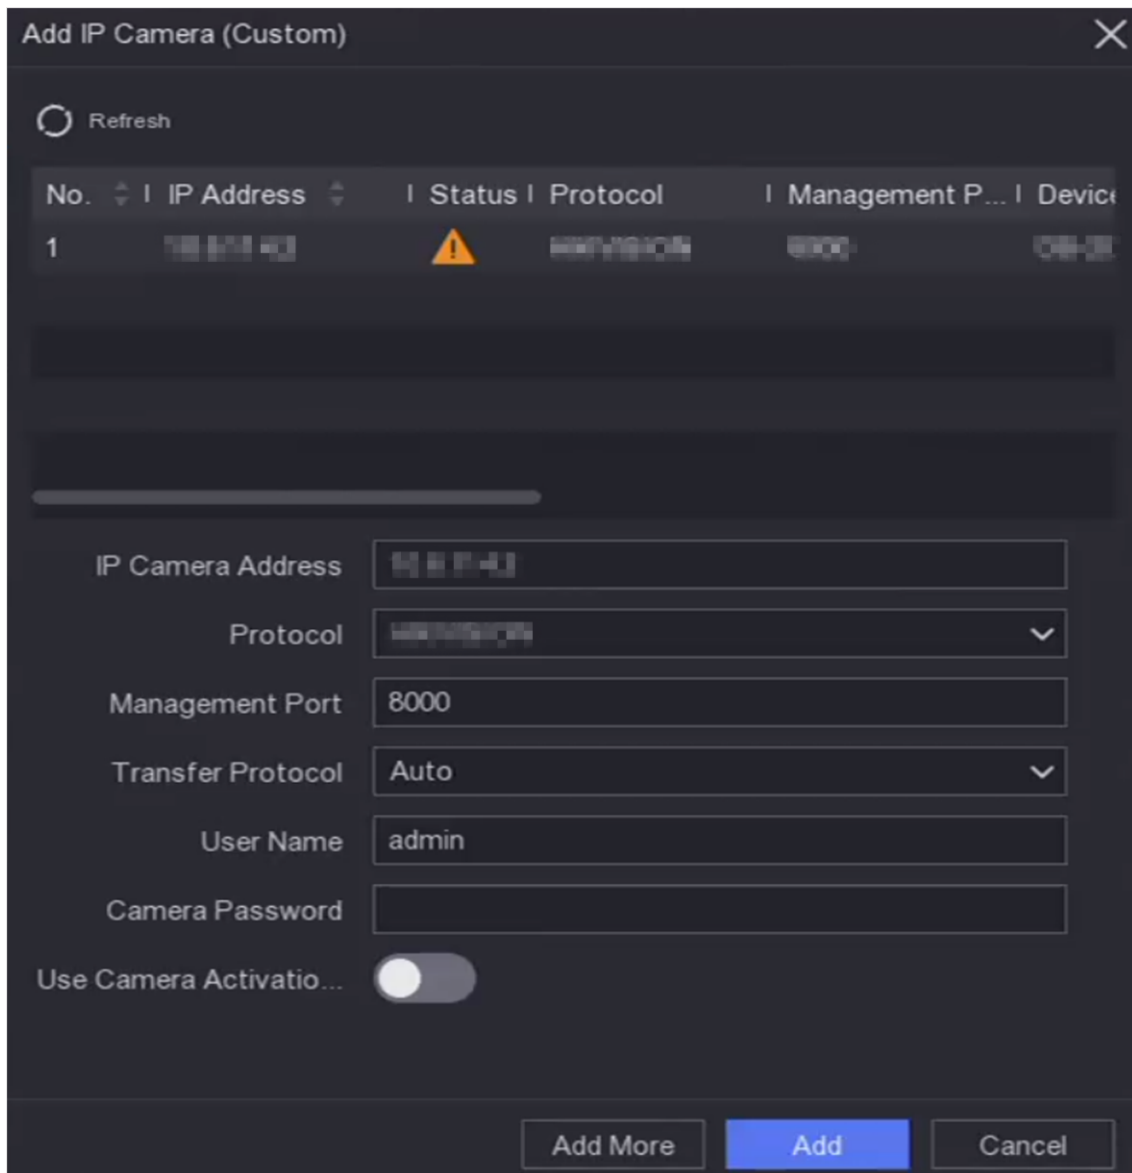 Add IP Camera (Custom)
Refresh
No. IP Address Status Protocol Management P... Device
1
IP Camera Address
Protocol
Management Port 8000
Transfer Protocol Auto
User Name admin
Camera Password
Use Camera Activatio...
Add More Add Cancel